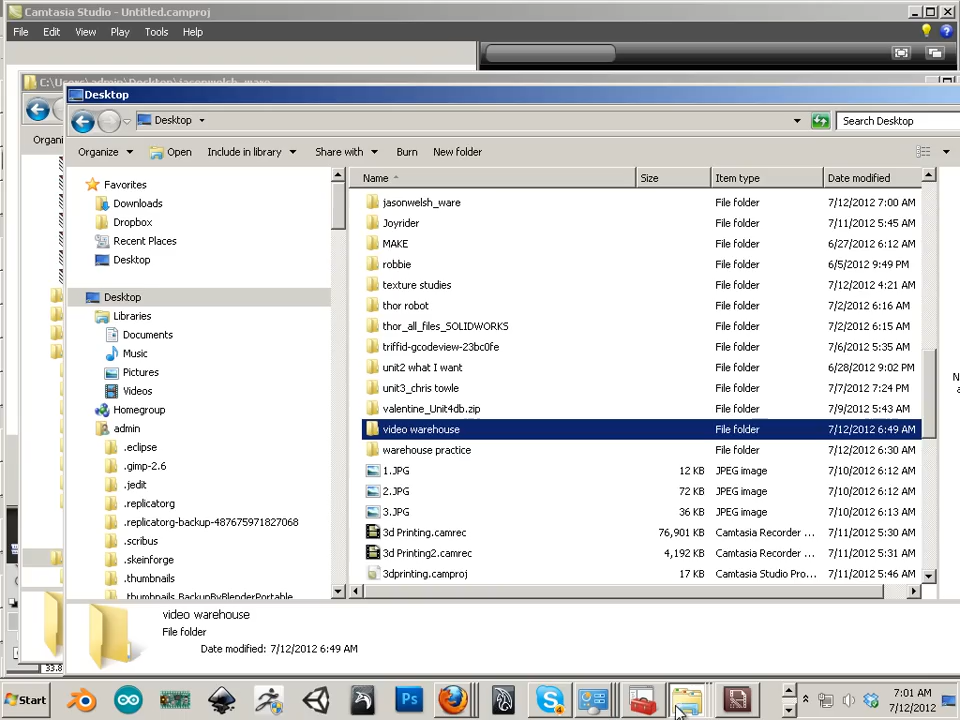 Camtasia Studio - Untitled.camproj
File Edit View Play Tools Help
C:\Users\admin\Desktop\jasonwelsh_ware
Desktop
Desktop
Search Desktop
Organi
Organize Open Include in library Share with Burn New folder
Name Size Item type Date modified
Favorites
Downloads
Dropbox
Recent Places
Desktop
Desktop
Libraries
Documents
Music
Pictures
Videos
Homegroup
admin
.eclipse
.gimp-2.6
.jedit
.replicatorg
.replicatorg-backup-487675971827068
.scribus
.skeinforge
.thumbnails
.thumbnails_BackupByBlenderPortable
jasonwelsh_ware File folder 7/12/2012 7:00 AM
Joyrider File folder 7/11/2012 5:45 AM
MAKE File folder 6/27/2012 6:12 AM
robbie File folder 6/5/2012 9:49 PM
texture studies File folder 7/12/2012 4:21 AM
thor robot File folder 7/2/2012 6:16 AM
thor_all_files_SOLIDWORKS File folder 7/2/2012 6:15 AM
triffid-gcodeview-23bc0fe File folder 7/6/2012 5:35 AM
unit2 what I want File folder 6/28/2012 9:02 PM
unit3_chris towle File folder 7/7/2012 7:24 PM
valentine_Unit4db.zip File folder 7/9/2012 5:43 AM
video warehouse File folder 7/12/2012 6:49 AM
warehouse practice File folder 7/12/2012 6:30 AM
1.JPG 12 KB JPEG image 7/10/2012 6:12 AM
2.JPG 72 KB JPEG image 7/10/2012 6:12 AM
3.JPG 36 KB JPEG image 7/10/2012 6:13 AM
3d Printing.camrec 76,901 KB Camtasia Recorder ... 7/11/2012 5:30 AM
3d Printing2.camrec 4,192 KB Camtasia Recorder ... 7/11/2012 5:31 AM
3dprinting.camproj 17 KB Camtasia Studio Pro... 7/11/2012 5:46 AM
video warehouse
File folder
Date modified: 7/12/2012 6:49 AM
33.8
Start
Ps
7:01 AM
7/12/2012